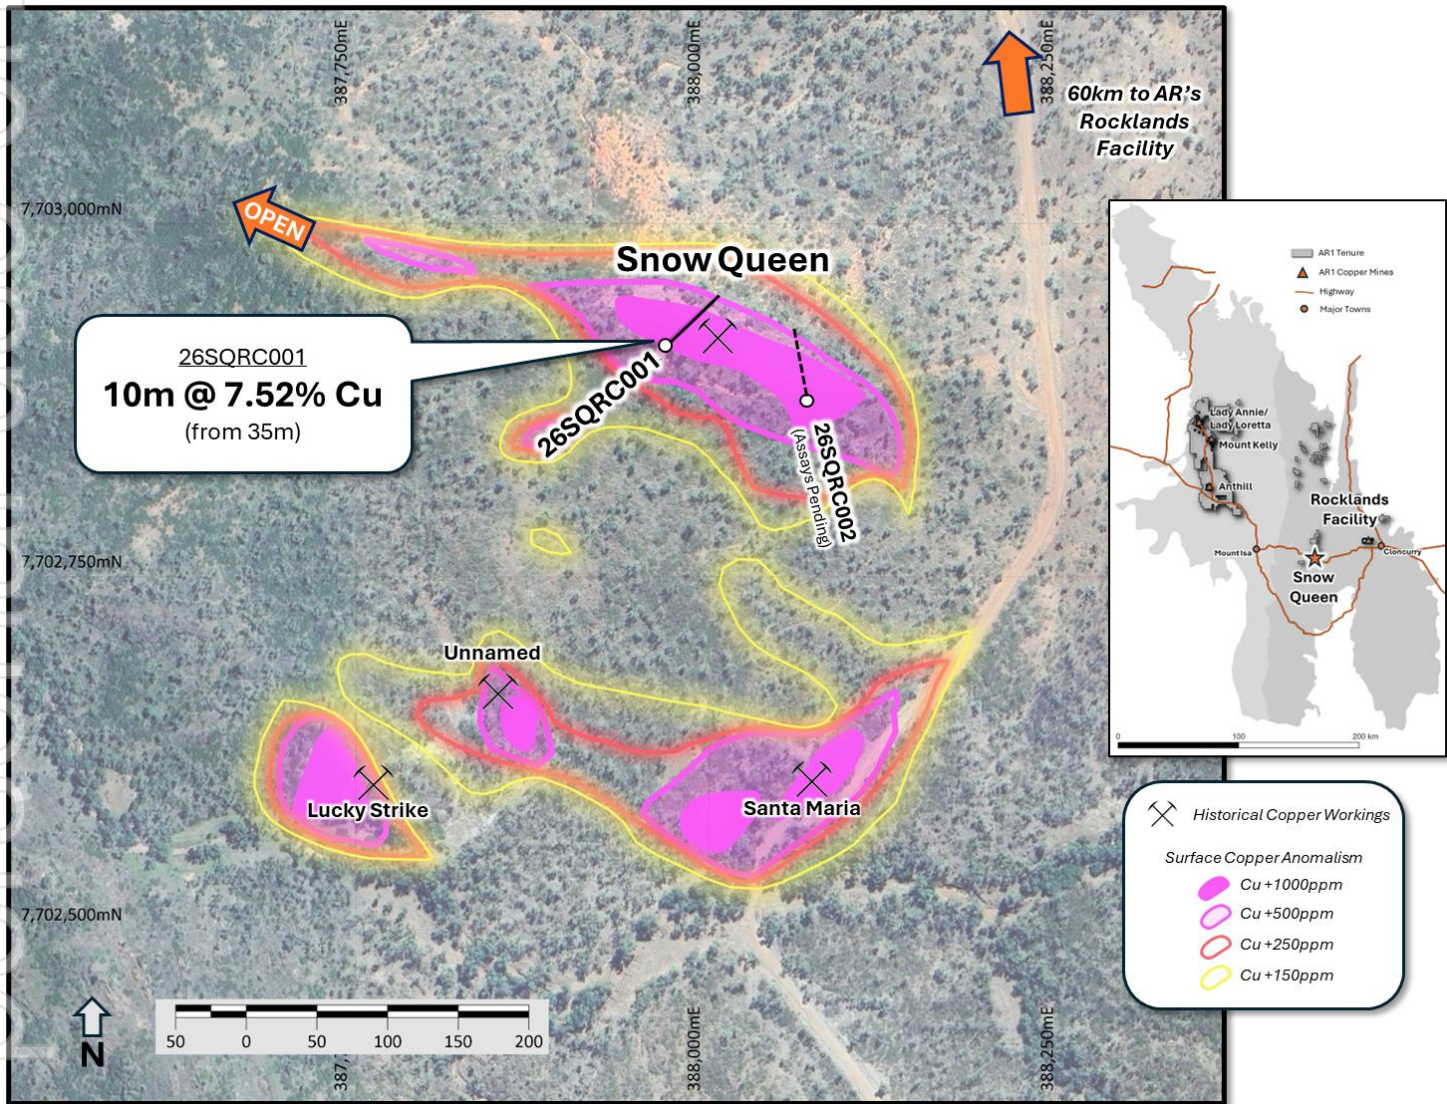 387,750mE
388,000mE
388,250mE
60km to AR's
Rocklands
Facility
7,703,000mN
OPEN
Snow Queen
26SQRC001
10m @ 7.52% Cu
(from 35m)
26SQRC001
26SQRC002
(Assays Pending)
7,702,750mN
Unnamed
Lucky Strike
Santa Maria
7,702,500mN
N
50
0
50
100
150
200
387,7
388,000mE
388,250mE
AR1 Tenure
AR1 Copper Mines
Highway
Major Towns
Lady Annie/
Lady Loretta
Mount Kelly
Anthill
Rocklands
Facility
Mount Isa
Cloncurry
Snow
Queen
0
100
200 km
Historical Copper Workings
Surface Copper Anomalism
Cu +1000ppm
Cu +500ppm
Cu +250ppm
Cu +150ppm